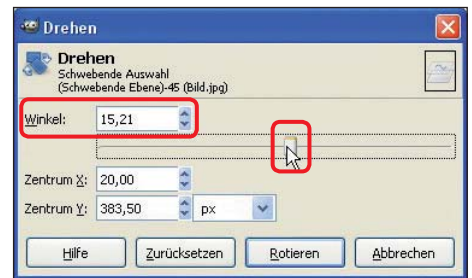 Drehen
Drehen
Schwebende Auswahl
(Schwebende Ebene)-45 (Bild.jpg)
Winkel: 15,21
Zentrum X: 20,00
Zentrum Y: 383,50 px
Hilfe Zurücksetzen Rotieren Abbrechen